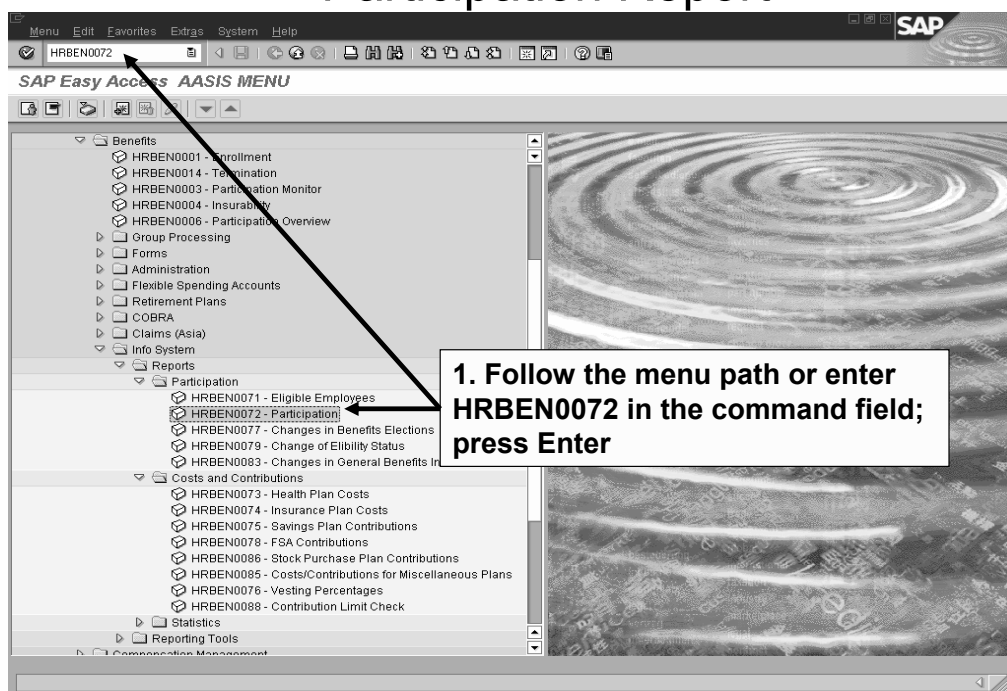 Participation Report
Menu Edit Favorites Extras System Help
SAP
HRBEN0072
SAP Easy Access AASIS MENU
Benefits
HRBEN0001 - Enrollment
HRBEN0014 - Termination
HRBEN0003 - Participation Monitor
HRBEN0004 - Insurability
HRBEN0006 - Participation Overview
Group Processing
Forms
Administration
Flexible Spending Accounts
Retirement Plans
COBRA
Claims (Asia)
Info System
Reports
Participation
HRBEN0071 - Eligible Employees
HRBEN0072 - Participation
HRBEN0077 - Changes in Benefits Elections
HRBEN0079 - Change of Elibility Status
HRBEN0083 - Changes in General Benefits In
1. Follow the menu path or enter
HRBEN0072 in the command field;
press Enter
Costs and Contributions
HRBEN0073 - Health Plan Costs
HRBEN0074 - Insurance Plan Costs
HRBEN0075 - Savings Plan Contributions
HRBEN0078 - FSA Contributions
HRBEN0086 - Stock Purchase Plan Contributions
HRBEN0085 - Costs/Contributions for Miscellaneous Plans
HRBEN0076 - Vesting Percentages
HRBEN0088 - Contribution Limit Check
Statistics
Reporting Tools
Compensation Management